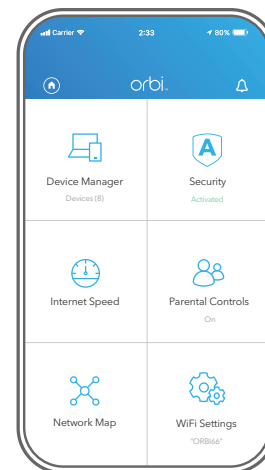 Carrier 2:33 80%
orbi™
Device Manager Security
Devices (8) Activated
A
Internet Speed Parental Controls
On
Network Map WiFi Settings
"ORBI66"